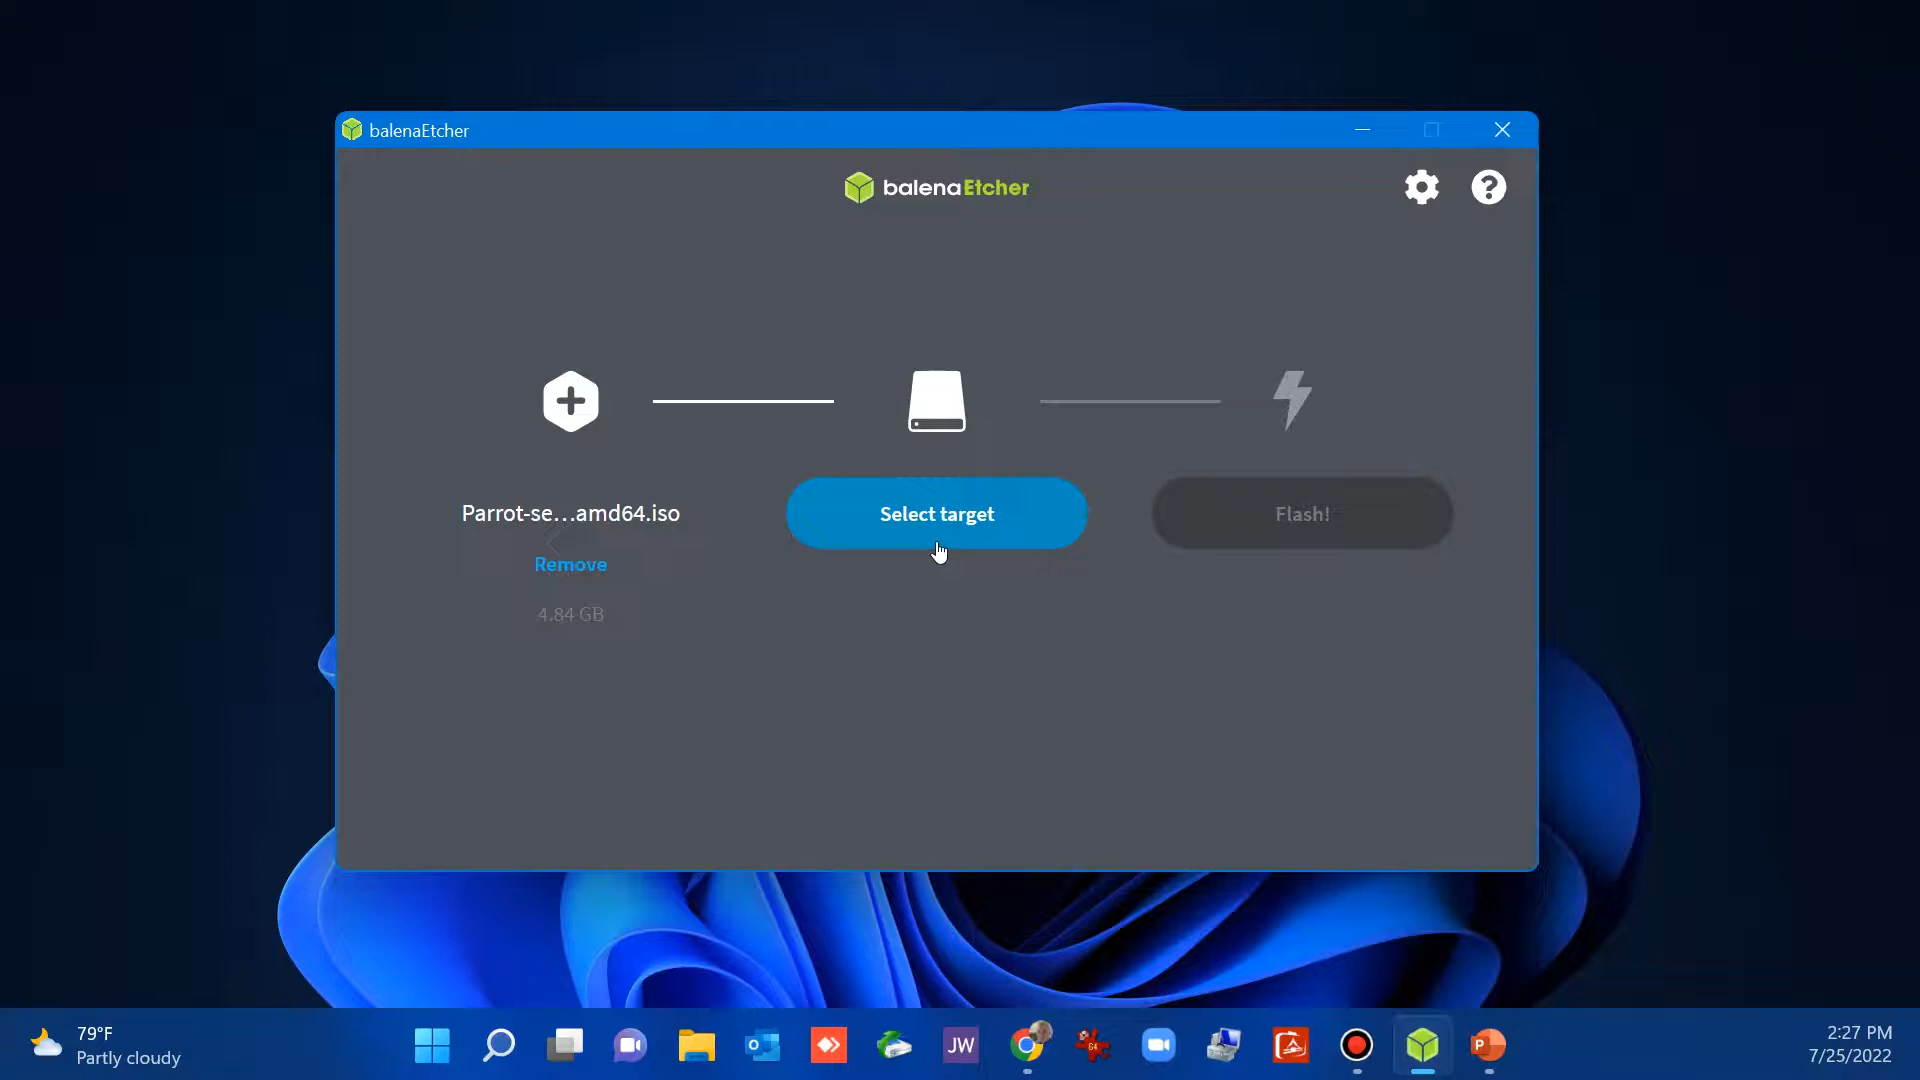 balenaEtcher
balenaEtcher
Parrot-se...amd64.iso
Select target
Flash!
Remove
4.84 GB
79°F
Partly cloudy
JW
64
2:27 PM
7/25/2022